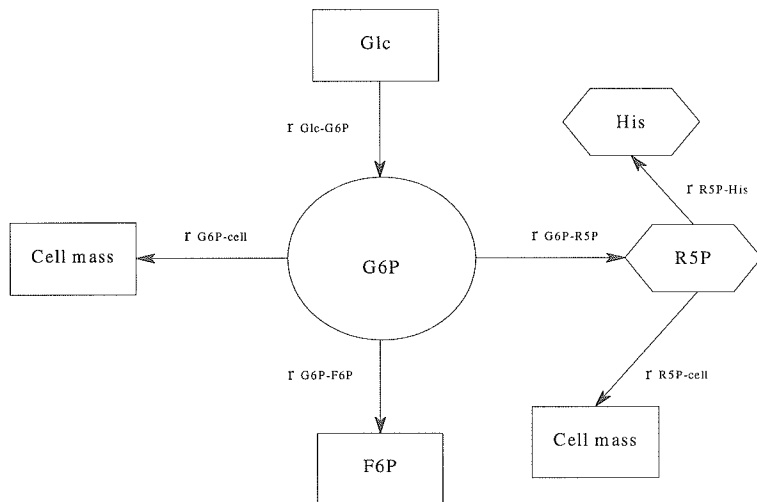 Glc
r Glc-G6P
His
r R5P-His
Cell mass
r G6P-cell
G6P
r G6P-R5P
R5P
r G6P-F6P
r R5P-cell
F6P
Cell mass